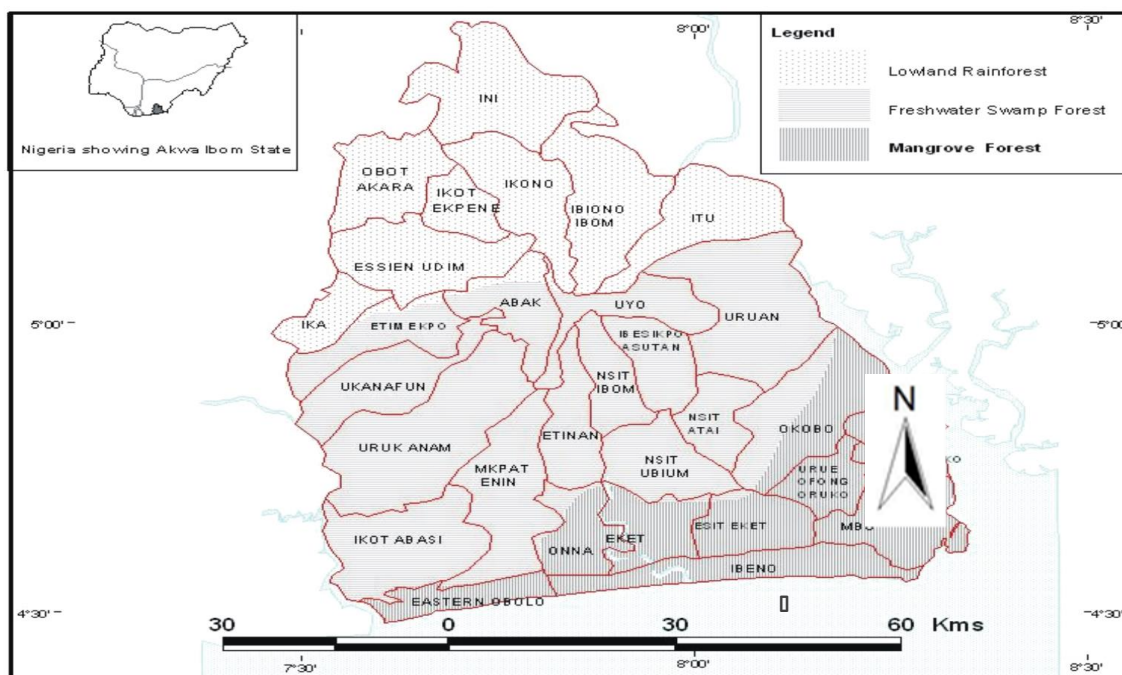 8°00'
8°30'
Legend
Lowland Rainforest
Freshwater Swamp Forest
Mangrove Forest
Nigeria showing Akwa Ibom State
INI
OBOT
AKARA
IKOT
EKPENE
IKONO
IBIONO
IBOM
ITU
ESSIEN UDIM
ABAK
UYO
URUAN
5°00'
IKA
ETIM EKPO
IBESIKPO
ASUTAN
UKANAFUN
NSIT
IBOM
NSIT
ATAI
OKOBO
URUK ANAM
ETINAN
MKPAT
ENIN
NSIT
UBIUM
URUE
OFONG
ORUKO
N
IKOT ABASI
ONNA
EKET
ESIT EKET
IBENO
EASTERN OBOLO
4°30'
4°30'
30
0
30
60
Kms
7°30'
8°00'
8°30'